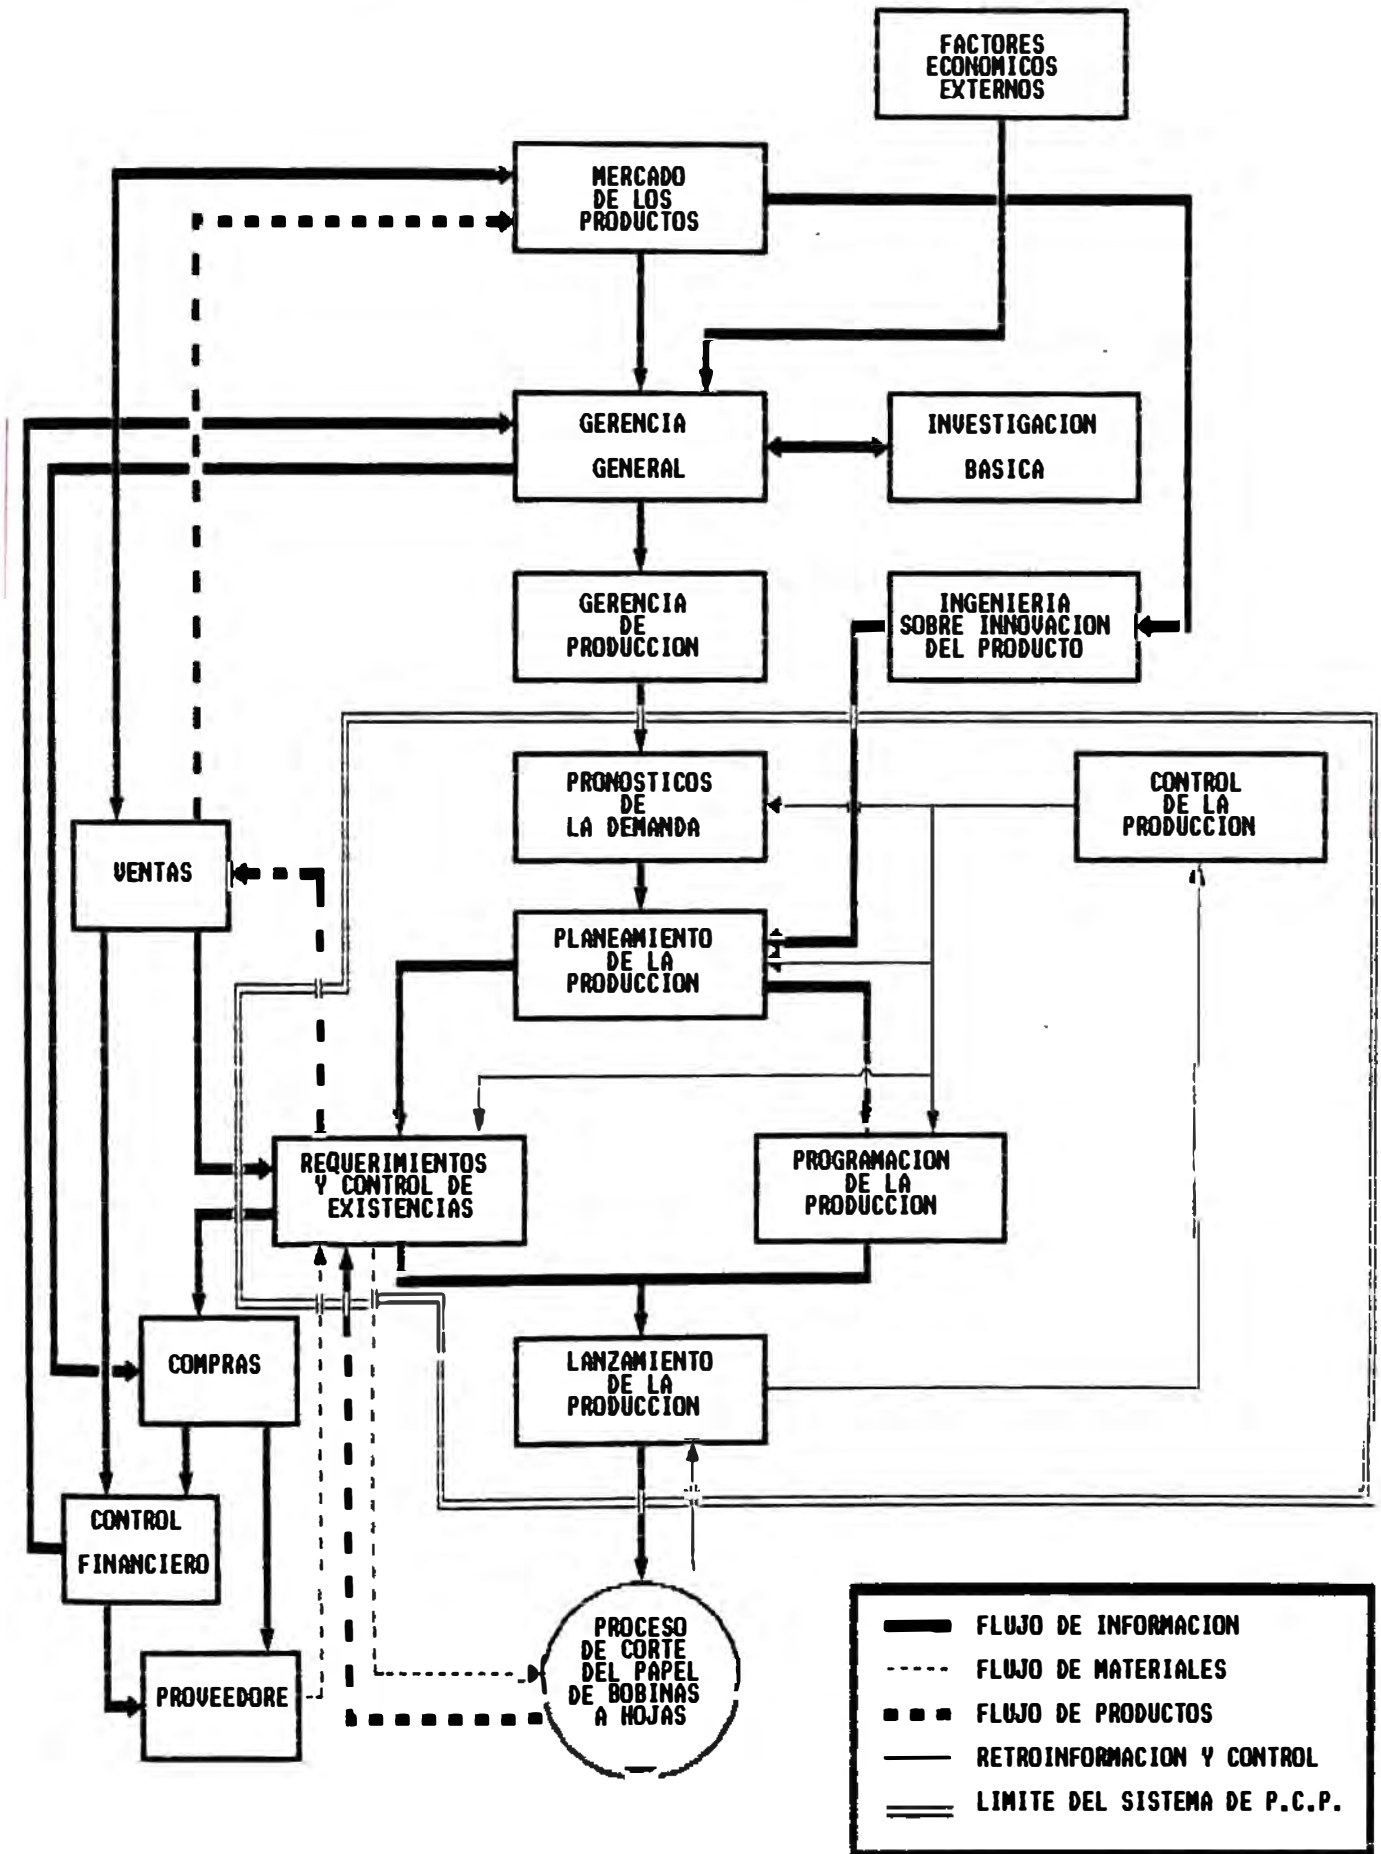 FACTORES
ECONOMICOS
EXTERNOS
MERCADO
DE LOS
PRODUCTOS
GERENCIA
GENERAL
INVESTIGACION
BASICA
GERENCIA
DE
PRODUCCION
INGENIERIA
SOBRE INNOVACION
DEL PRODUCTO
PRONOSTICOS
DE
LA DEMANDA
CONTROL
DE LA
PRODUCCION
VENTAS
PLANEAMIENTO
DE LA
PRODUCCION
REQUERIMIENTOS
Y CONTROL DE
EXISTENCIAS
PROGRAMACION
DE LA
PRODUCCION
COMPRAS
LANZAMIENTO
DE LA
PRODUCCION
CONTROL
FINANCIERO
PROVEEDORE
PROCESO
DE CORTE
DEL PAPEL
DE BOBINAS
A HOJAS
FLUJO DE INFORMACION
FLUJO DE MATERIALES
FLUJO DE PRODUCTOS
RETROINFORMACION Y CONTROL
LIMITE DEL SISTEMA DE P.C.P.